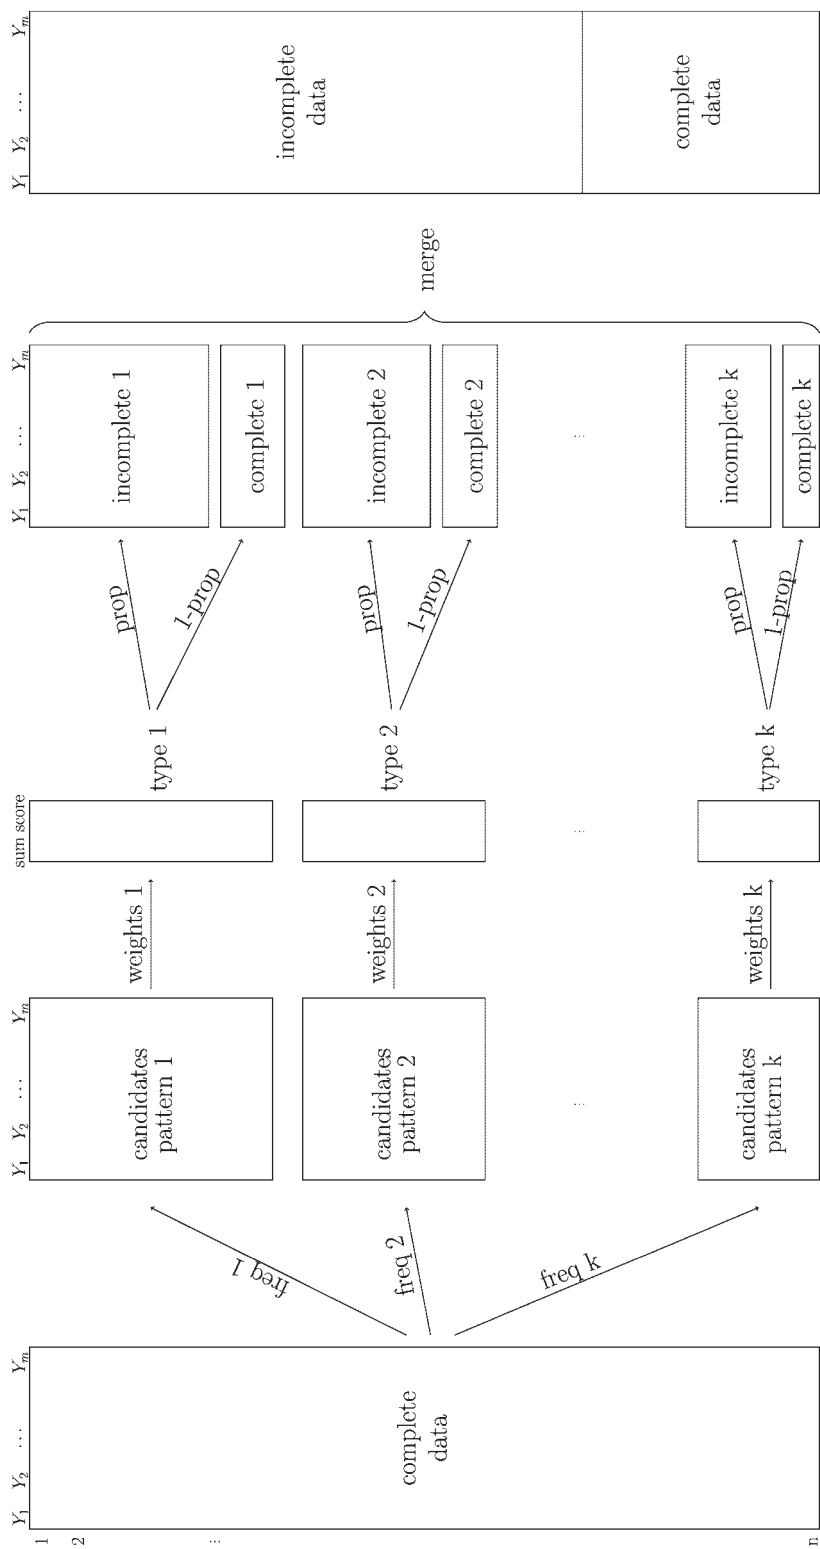 Y₁ Y₂ ... Yₘ
1
2
⋮
n
complete
data
freq 1
freq 2
freq k
Y₁ Y₂ ... Yₘ
candidates
pattern 1
candidates
pattern 2
⋮
candidates
pattern k
weights 1
weights 2
weights k
sum score
⋮
type 1
type 2
type k
prop
1-prop
prop
1-prop
prop
1-prop
Y₁ Y₂ ... Yₘ
incomplete 1
complete 1
incomplete 2
complete 2
⋮
incomplete k
complete k
merge
Y₁ Y₂ ... Yₘ
incomplete
data
complete
data